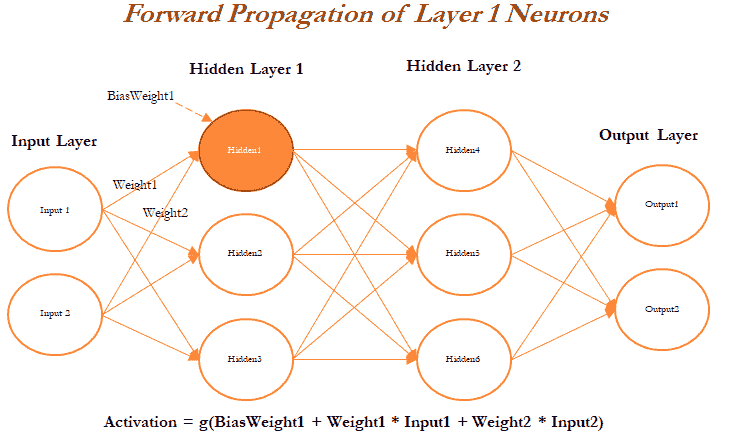 Forward Propagation of Layer 1 Neurons
Hidden Layer 1
Hidden Layer 2
BiasWeight1
Input Layer
Output Layer
Hidden1
Hidden4
Weight1
Weight2
Input 1
Output1
Hidden2
Hidden5
Input 2
Output2
Hidden3
Hidden6
Activation = g(BiasWeight1 + Weight1 * Input1 + Weight2 * Input2)